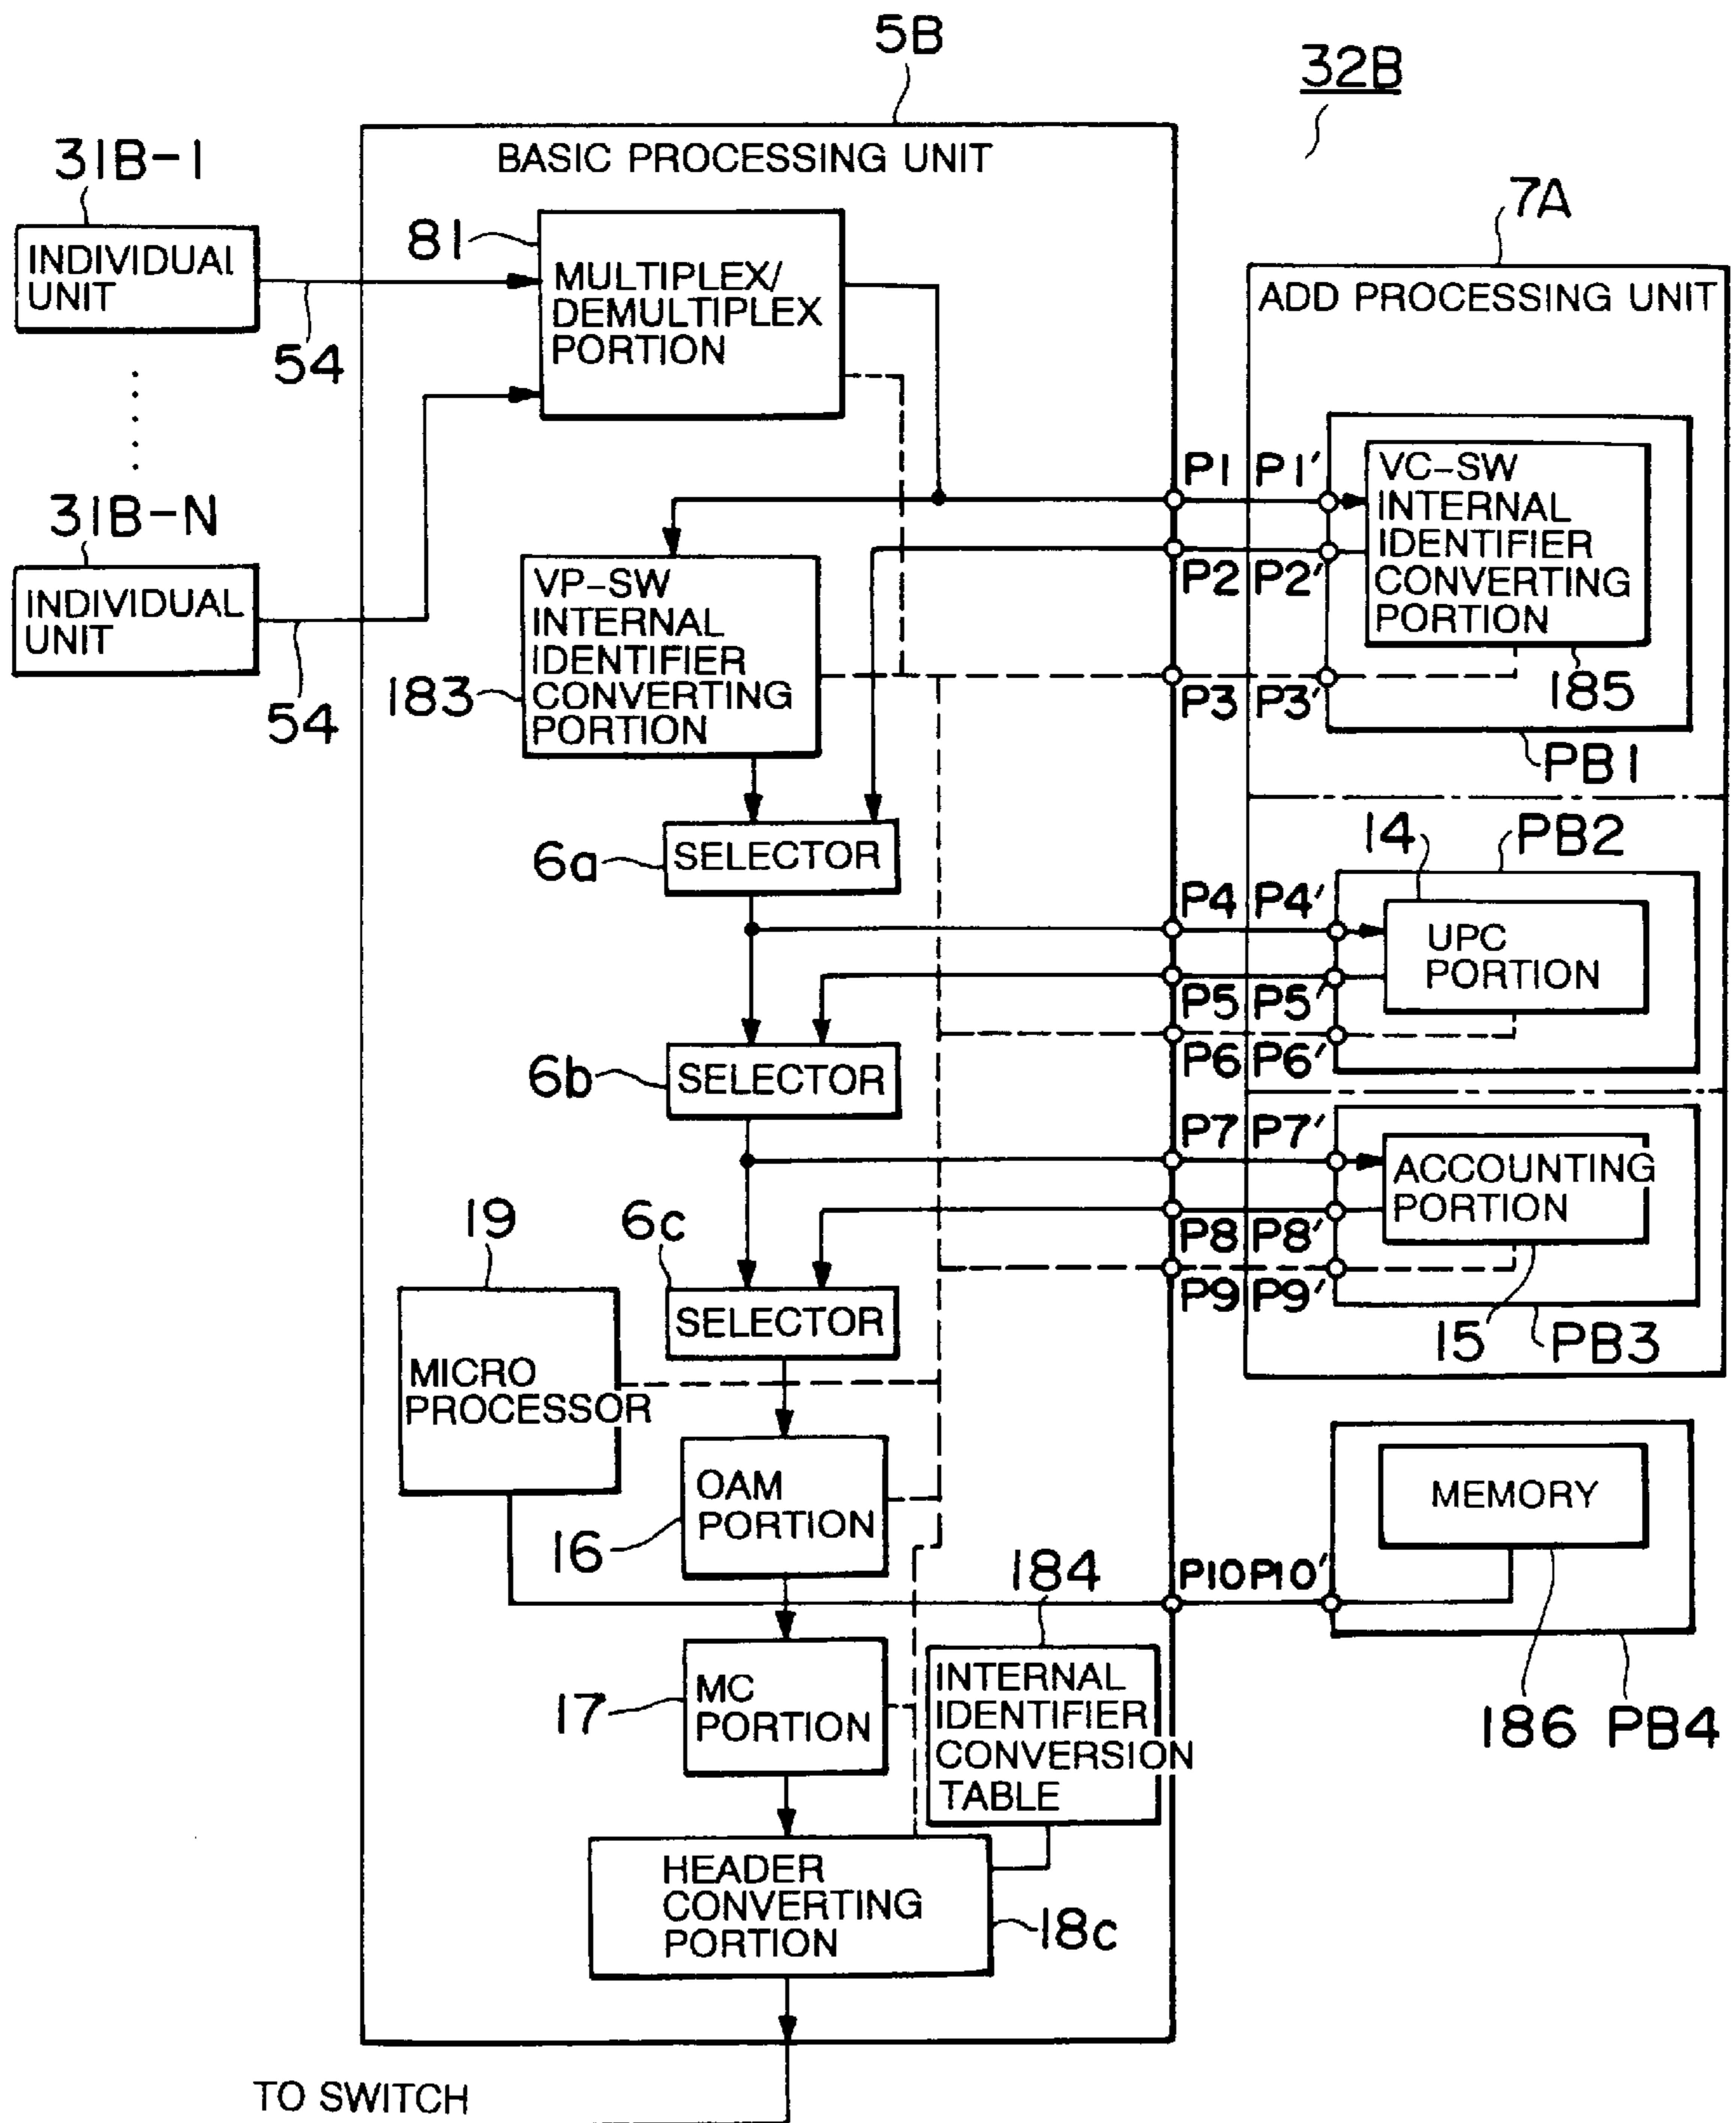 5B
32B
BASIC PROCESSING UNIT
31B-1
INDIVIDUAL
UNIT
54
81
MULTIPLEX/
DEMULTIPLEX
PORTION
7A
ADD PROCESSING UNIT
31B-N
INDIVIDUAL
UNIT
54
P1 P1'
P2 P2'
P3 P3'
VC-SW
INTERNAL
IDENTIFIER
CONVERTING
PORTION
185
PB1
VP-SW
INTERNAL
IDENTIFIER
CONVERTING
PORTION
183
6a
SELECTOR
14
PB2
P4 P4'
UPC
PORTION
P5 P5'
P6 P6'
6b
SELECTOR
P7 P7'
ACCOUNTING
PORTION
P8 P8'
P9 P9'
15
PB3
19
6c
SELECTOR
MICRO
PROCESSOR
OAM
PORTION
16
MEMORY
P10 P10'
186
PB4
184
INTERNAL
IDENTIFIER
CONVERSION
TABLE
MC
PORTION
17
HEADER
CONVERTING
PORTION
18c
TO SWITCH